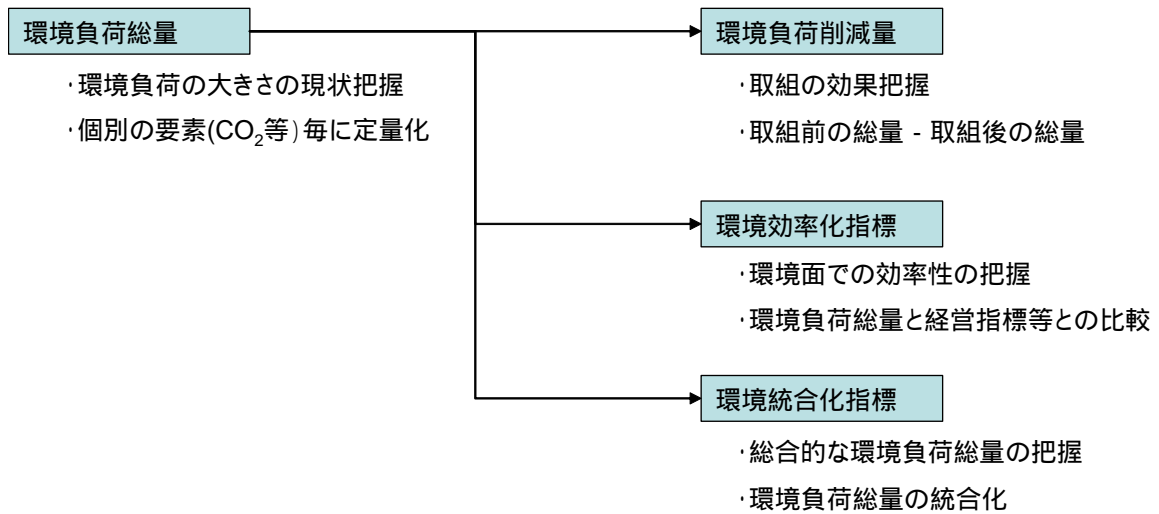 環境負荷総量
・環境負荷の大きさの現状把握
・個別の要素(CO₂等)毎に定量化
環境負荷削減量
・取組の効果把握
・取組前の総量 - 取組後の総量
環境効率化指標
・環境面での効率性の把握
・環境負荷総量と経営指標等との比較
環境統合化指標
・総合的な環境負荷総量の把握
・環境負荷総量の統合化